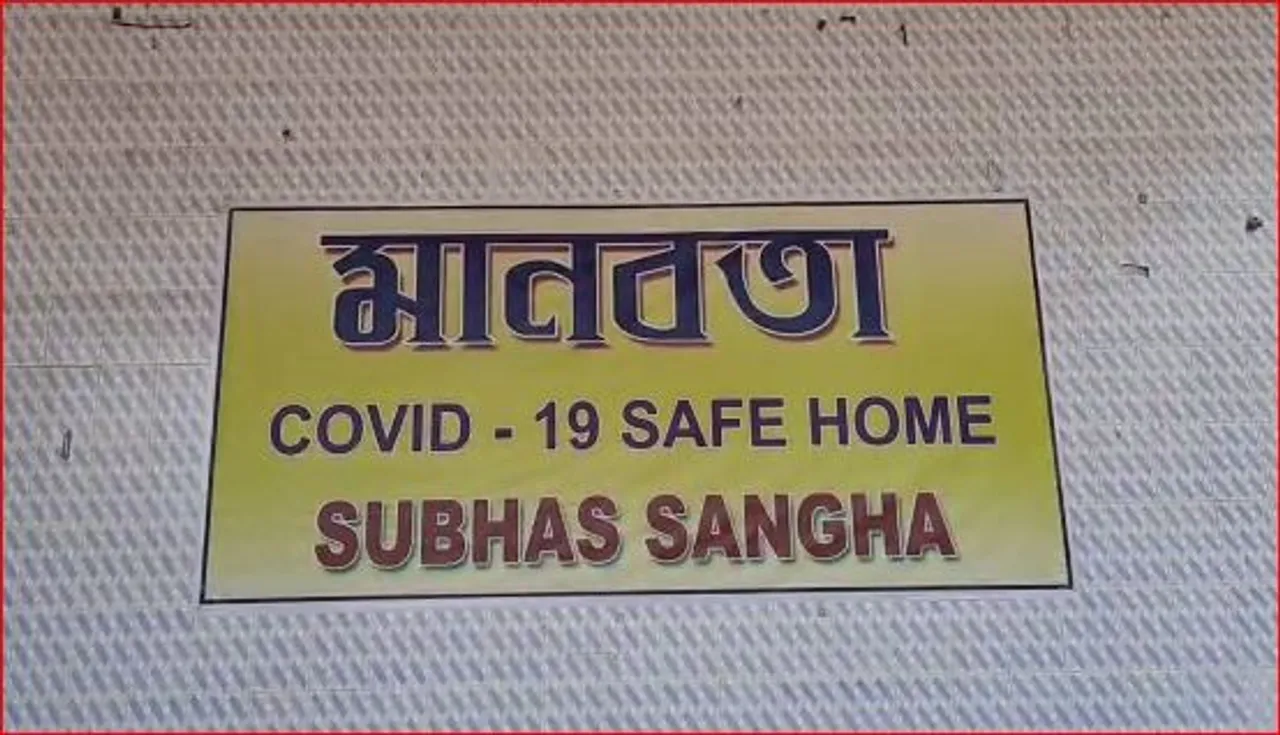 মানবতা
COVID - 19 SAFE HOME
SUBHAS SANGHA